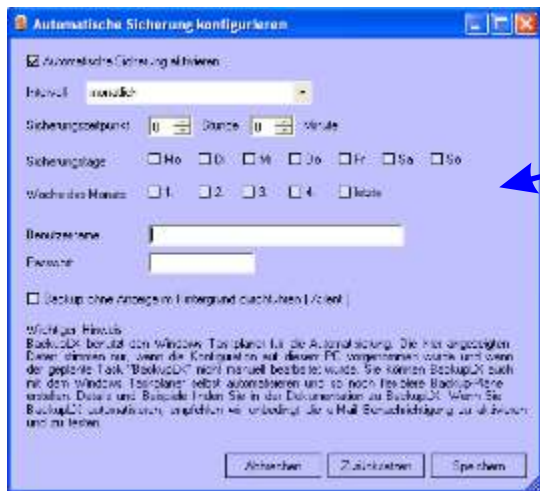 Automatische Sicherung konfigurieren
Automatische Sicherung aktivieren
Intervall monatlich
Sicherungszeitpunkt 0 Stunde 0 Minute
Sicherungstage Mo Di Mi Do Fr Sa So
Woche des Monats 1. 2. 3. 4. letzte
Benutzername
Passwort
Backup ohne Anzeige im Hintergrund durchführen [ /silent ]
Wichtiger Hinweis
BackupLX benutzt den Windows Taskplaner für die Automatisierung. Die hier angezeigten
Daten stimmen nur, wenn die Konfiguration auf diesem PC vorgenommen wurde und wenn
der geplante Task "BackupLX" nicht manuell bearbeitet wurde. Sie können BackupLX auch
mit dem Windows Taskplaner selbst automatisieren und so noch flexiblere Backup-Pläne
erstellen. Details und Beispiele finden Sie in der Dokumentation zu BackupLX. Wenn Sie
BackupLX automatisieren, empfehlen wir unbedingt die eMail Benachrichtigung zu aktivieren
und zu testen.
Abbrechen Zurücksetzen Speichern